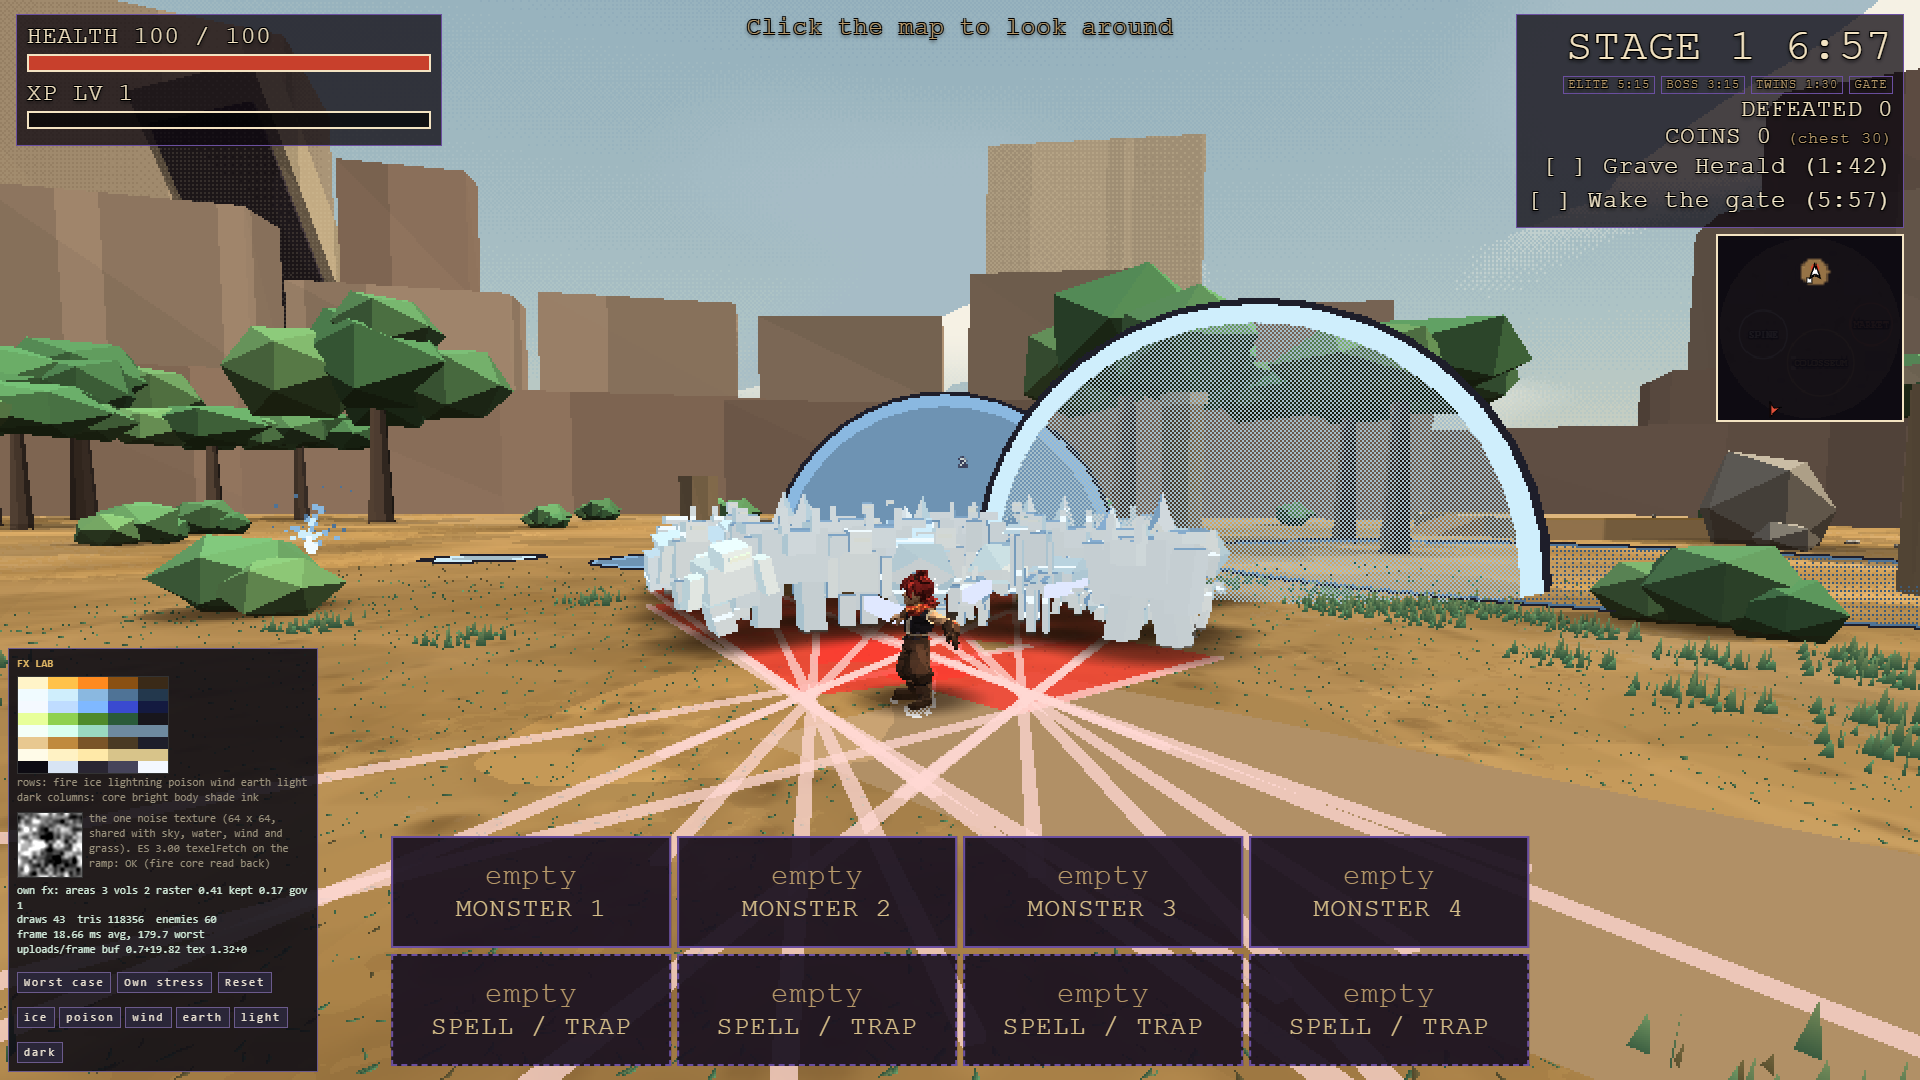 HEALTH 100 / 100
XP LV 1
Click the map to look around
STAGE 1 6:57
ELITE 5:15 BOSS 3:15 TWINS 1:30 GATE
DEFEATED 0
COINS 0 (chest 30)
[ ] Grave Herald (1:42)
[ ] Wake the gate (5:57)
FX LAB
rows: fire ice lightning poison wind earth light
dark columns: core bright body shade ink
the one noise texture (64 x 64,
shared with sky, water, wind and
grass). ES 3.00 texelFetch on the
ramp: OK (fire core read back)
own fx: areas 3 vols 2 raster 0.41 kept 0.17 gov
1
draws 43 tris 118356 enemies 60
frame 18.66 ms avg, 179.7 worst
uploads/frame buf 0.7+19.82 tex 1.32+0
Worst case Own stress Reset
ice poison wind earth light
dark
empty empty empty empty
MONSTER 1 MONSTER 2 MONSTER 3 MONSTER 4
empty empty empty empty
SPELL / TRAP SPELL / TRAP SPELL / TRAP SPELL / TRAP